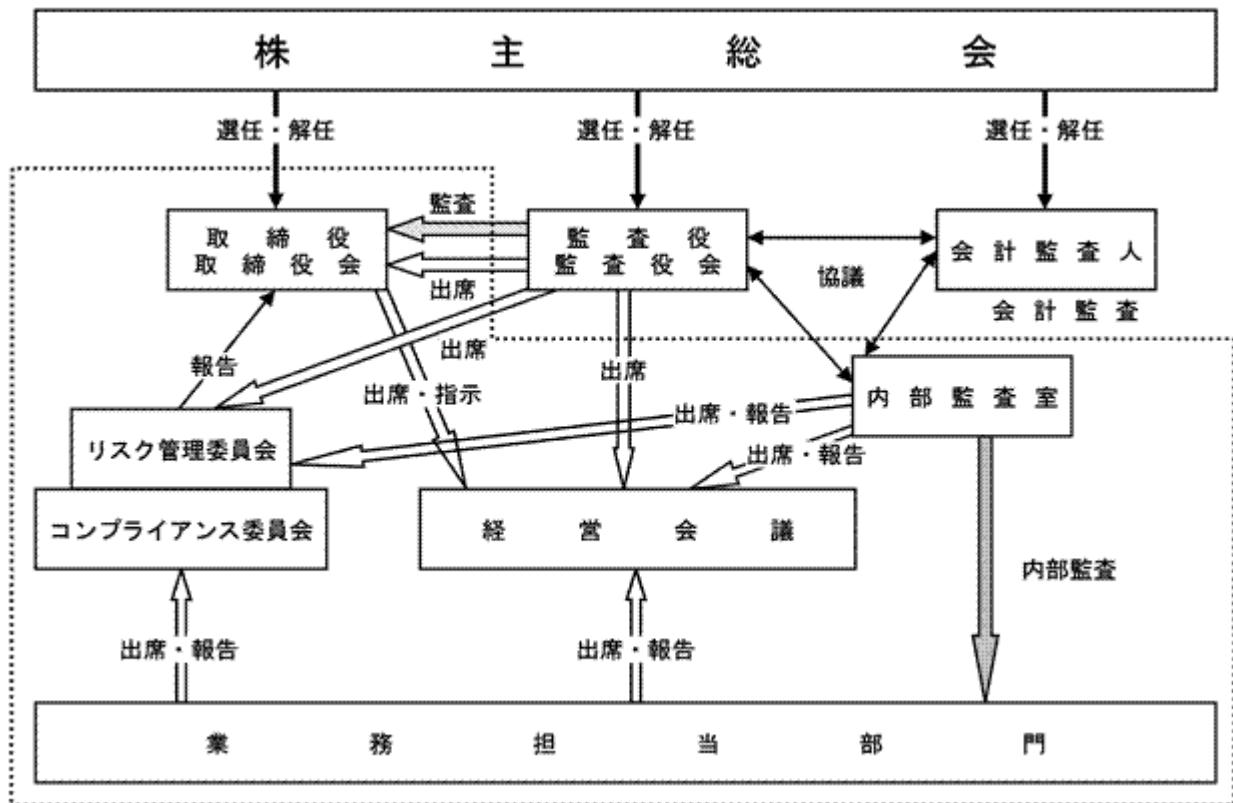 株主総会
選任・解任
選任・解任
選任・解任
監査
取締役
取締役会
監査役
監査役会
会計監査人
出席
協議
会計監査
報告
出席
出席
出席・指示
内部監査室
出席・報告
リスク管理委員会
出席・報告
コンプライアンス委員会
経営会議
内部監査
出席・報告
出席・報告
業務担当部門